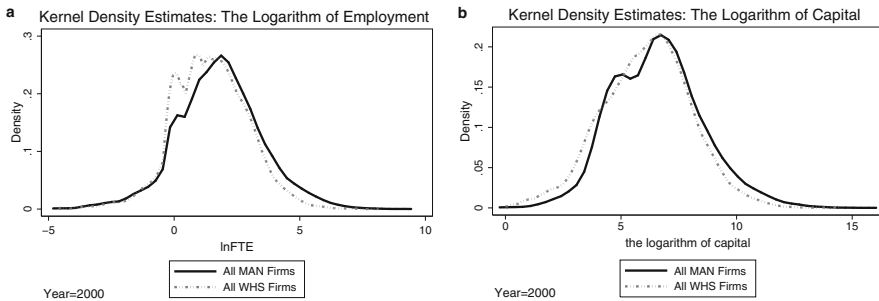 a
Kernel Density Estimates: The Logarithm of Employment
.3
.2
.1
0
Density
-5
0
5
10
lnFTE
All MAN Firms
All WHS Firms
Year=2000
b
Kernel Density Estimates: The Logarithm of Capital
.2
.15
.1
.05
0
Density
0
5
10
15
the logarithm of capital
All MAN Firms
All WHS Firms
Year=2000